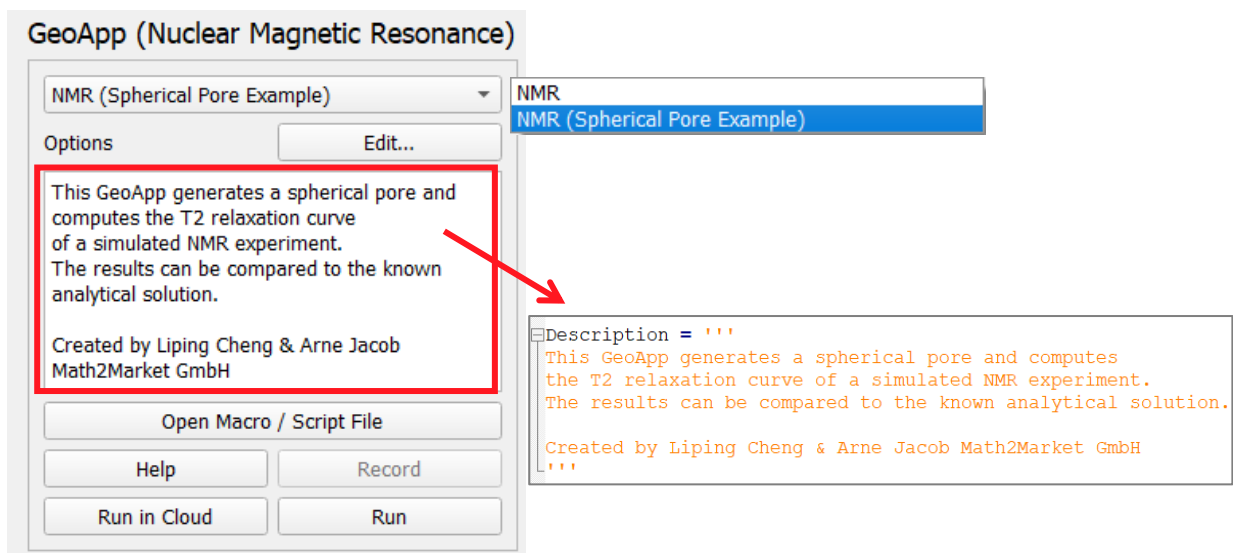 GeoApp (Nuclear Magnetic Resonance)
NMR (Spherical Pore Example)
NMR
NMR (Spherical Pore Example)
Options
Edit...
This GeoApp generates a spherical pore and
computes the T2 relaxation curve
of a simulated NMR experiment.
The results can be compared to the known
analytical solution.
Created by Liping Cheng & Arne Jacob
Math2Market GmbH
Open Macro / Script File
Help
Record
Run in Cloud
Run
Description = '''
This GeoApp generates a spherical pore and computes
the T2 relaxation curve of a simulated NMR experiment.
The results can be compared to the known analytical solution.
Created by Liping Cheng & Arne Jacob Math2Market GmbH
'''